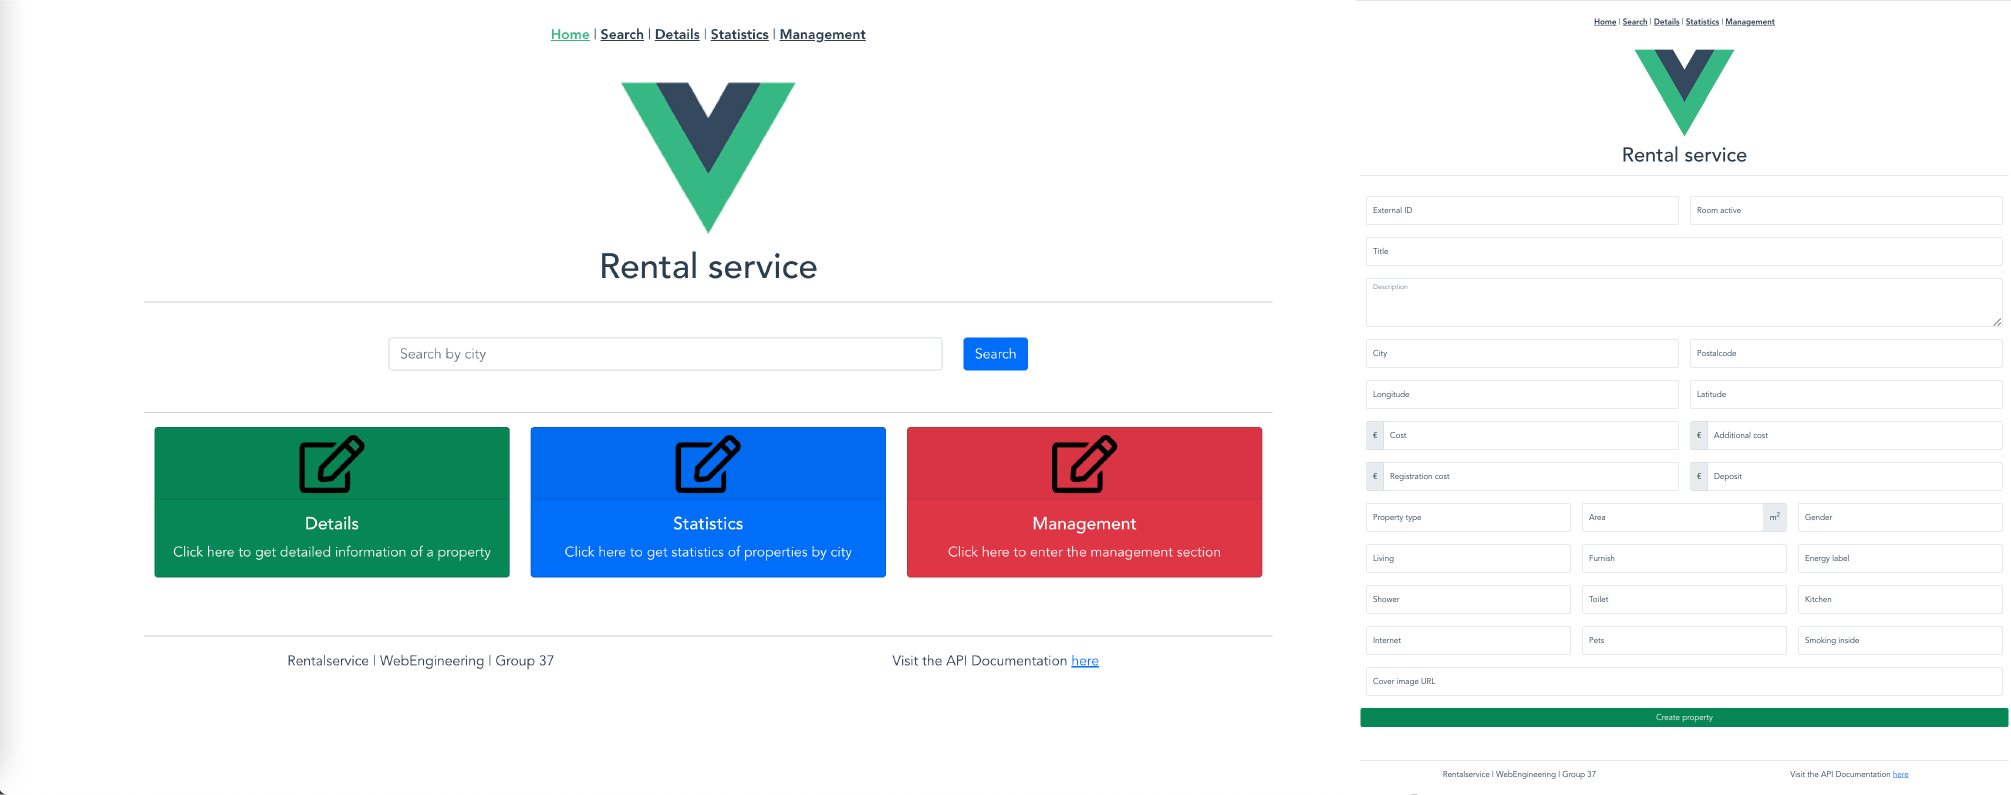 Home | Search | Details | Statistics | Management
Rental service
Search by city
Search
Details
Click here to get detailed information of a property
Statistics
Click here to get statistics of properties by city
Management
Click here to enter the management section
Rentalservice | WebEngineering | Group 37
Visit the API Documentation here
Home | Search | Details | Statistics | Management
Rental service
External ID
Room active
Title
Description
City
Postalcode
Longitude
Latitude
€ Cost
€ Additional cost
€ Registration cost
€ Deposit
Property type
Area m²
Gender
Living
Furnish
Energy label
Shower
Toilet
Kitchen
Internet
Pets
Smoking inside
Cover image URL
Create property
Rentalservice | WebEngineering | Group 37
Visit the API Documentation here